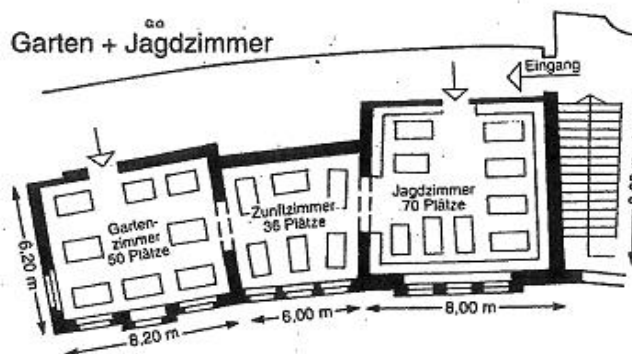 Garten + Jagdzimmer
Eingang
Garten-
zimmer
50 Plätze
Zunftzimmer
36 Plätze
Jagdzimmer
70 Plätze
6,20 m
8,20 m
6,00 m
8,00 m